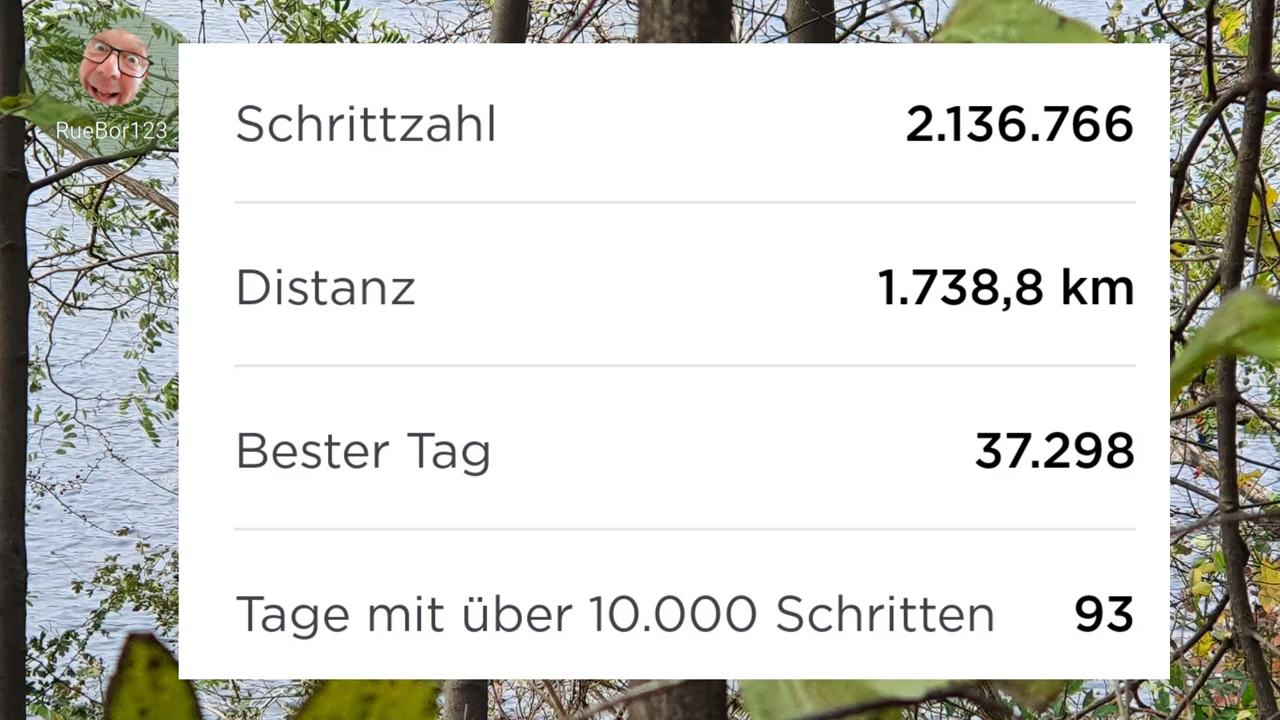 RueBor123
Schrittzahl 2.136.766
Distanz 1.738,8 km
Bester Tag 37.298
Tage mit über 10.000 Schritten 93